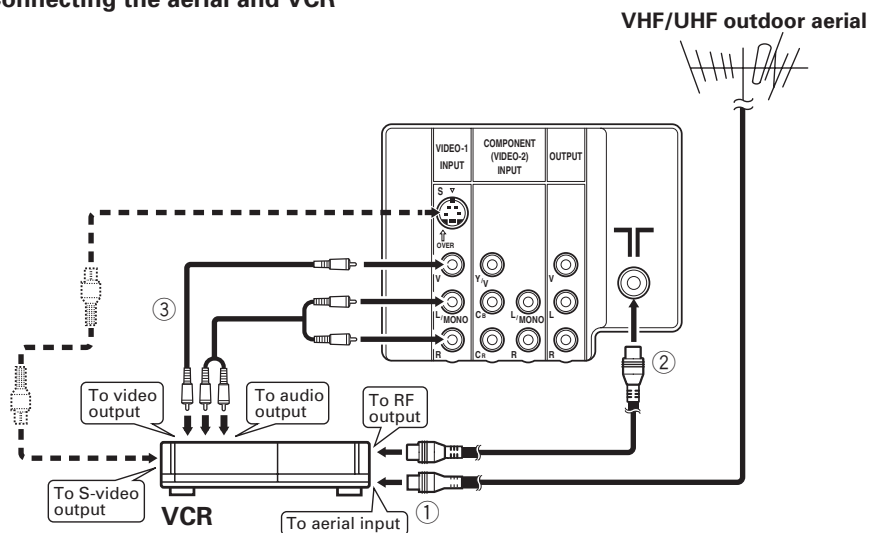 onnecting the aerial and VCR
VHF/UHF outdoor aerial
VIDEO-1
INPUT
COMPONENT
(VIDEO-2)
INPUT
OUTPUT
S
OVER
V
Y/V
V
L/MONO
CB
L/MONO
L
R
CR
R
R
③
②
To video
output
To audio
output
To RF
output
To S-video
output
VCR
To aerial input
①